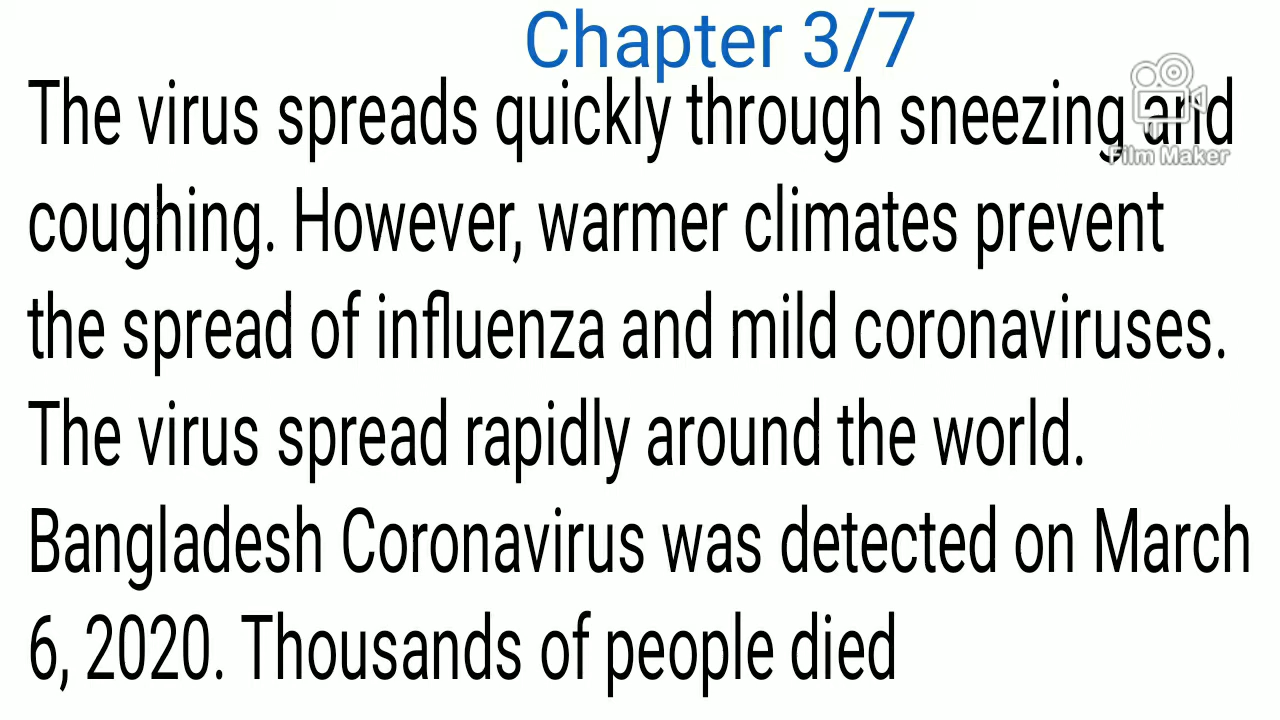 Chapter 3/7
The virus spreads quickly through sneezing and
Film Maker
coughing. However, warmer climates prevent
the spread of influenza and mild coronaviruses.
The virus spread rapidly around the world.
Bangladesh Coronavirus was detected on March
6, 2020. Thousands of people died